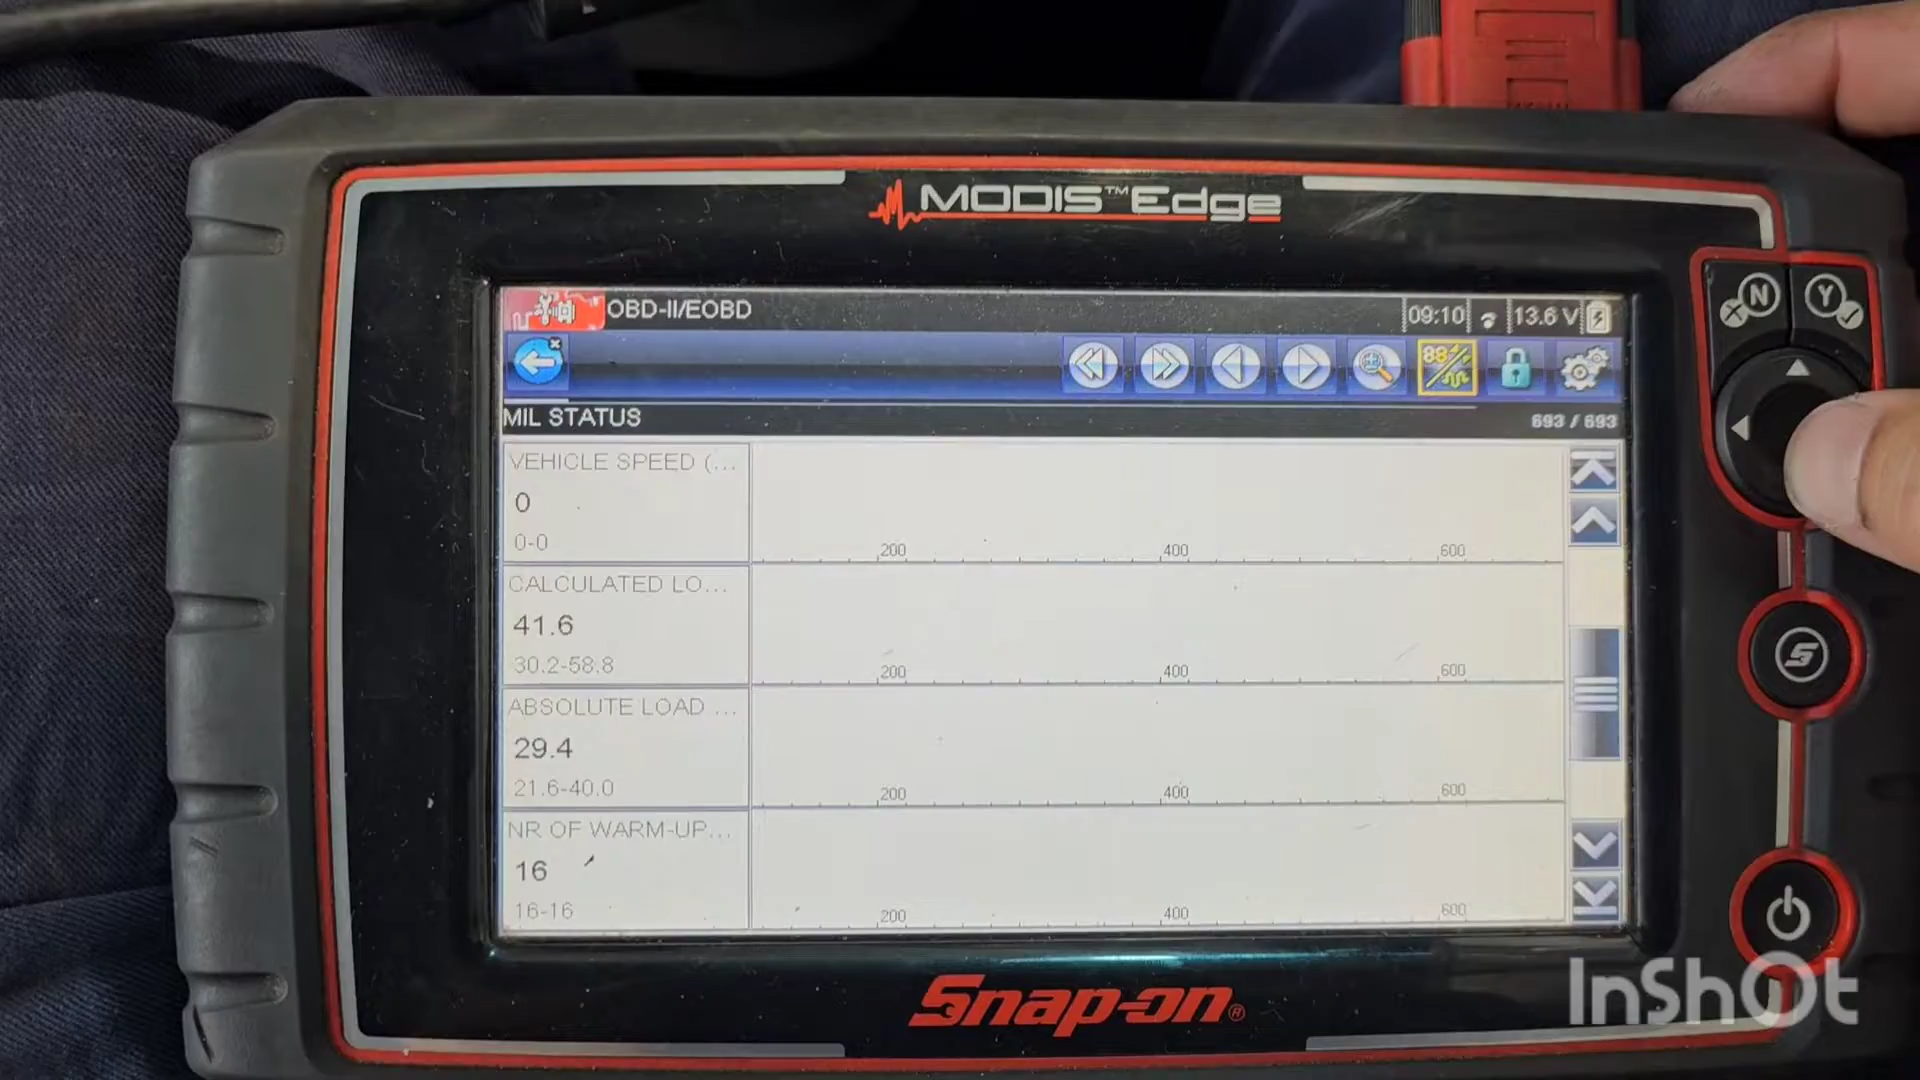 MODIS™Edge
OBD-II/EOBD
09:10
13.6 V
88
MIL STATUS
693 / 693
VEHICLE SPEED (...
0
0-0
200 400 600
CALCULATED LO...
41.6
30.2-58.8
200 400 600
ABSOLUTE LOAD ...
29.4
21.6-40.0
200 400 600
NR OF WARM-UP...
16
16-16
200 400 600
N
Y
S
Snap-on®
InShOt